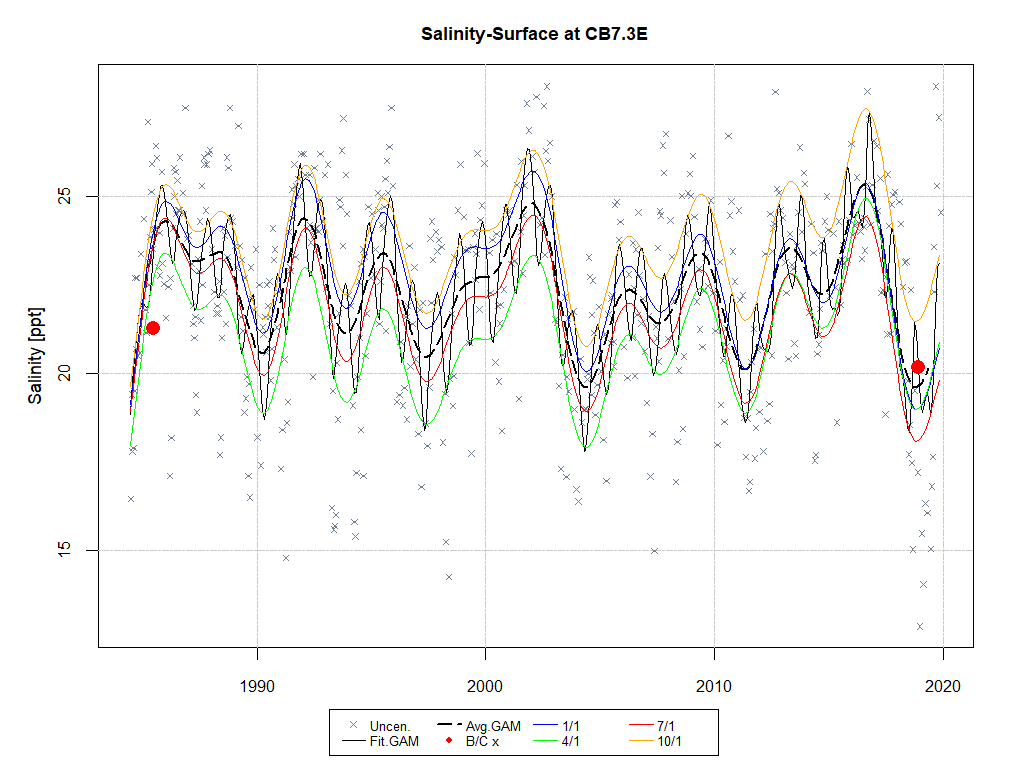 Salinity-Surface at CB7.3E
Salinity [ppt]
25
20
15
1990 2000 2010 2020
Uncen. Avg.GAM 1/1 7/1
Fit.GAM B/C x 4/1 10/1